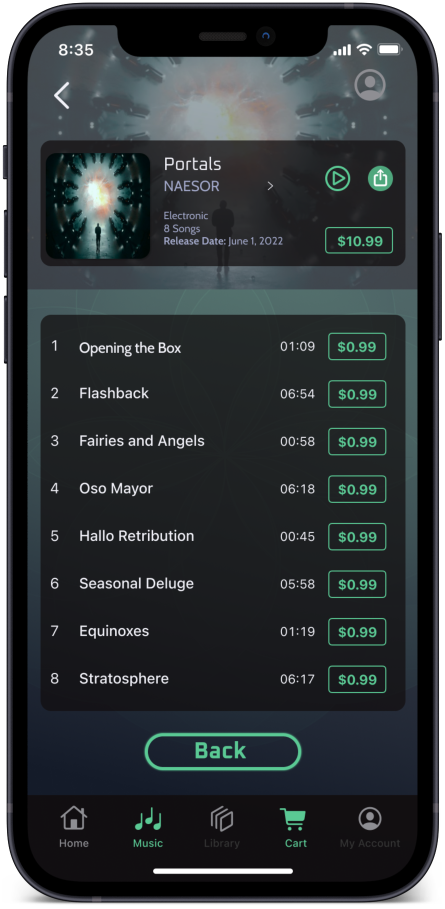 8:35
Portals
NAESOR
Electronic
8 Songs
Release Date: June 1, 2022
$10.99
1 Opening the Box 01:09 $0.99
2 Flashback 06:54 $0.99
3 Fairies and Angels 00:58 $0.99
4 Oso Mayor 06:18 $0.99
5 Hallo Retribution 00:45 $0.99
6 Seasonal Deluge 05:58 $0.99
7 Equinoxes 01:19 $0.99
8 Stratosphere 06:17 $0.99
Back
Home Music Library Cart My Account